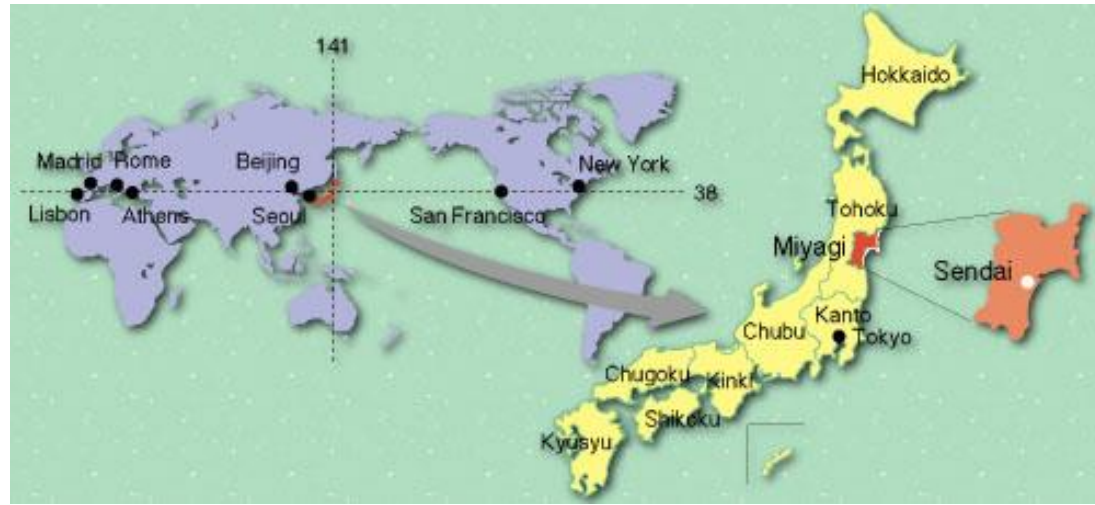 141
Madrid Rome Beijing New York
38
Lisbon Athens Seoul San Francisco
Hokkaido
Tohoku
Miyagi
Sendai
Kanto
Chubu Tokyo
Chugoku Kinki
Shikoku
Kyusyu